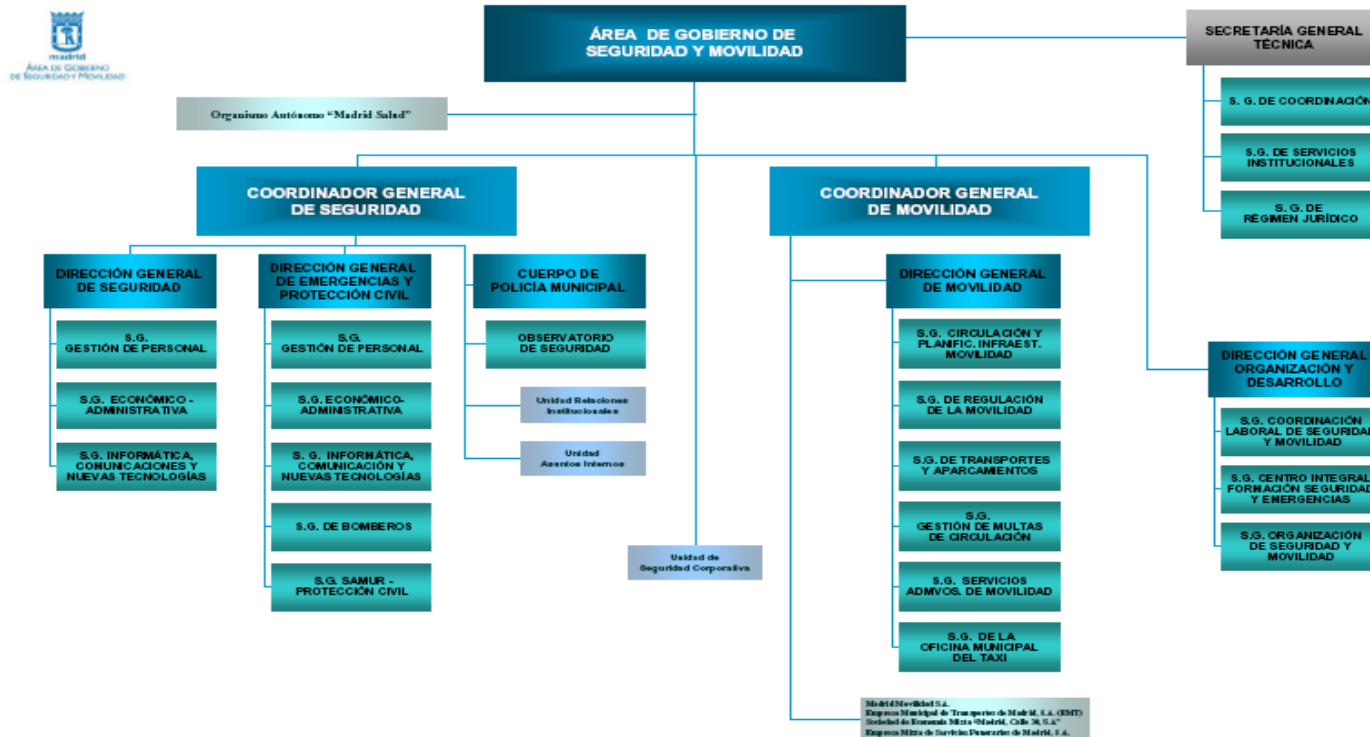 madrid
ÁREA DE GOBIERNO
DE SEGURIDAD Y MOVILIDAD
ÁREA DE GOBIERNO DE
SEGURIDAD Y MOVILIDAD
SECRETARÍA GENERAL
TÉCNICA
S. G. DE COORDINACIÓN
S.G. DE SERVICIOS
INSTITUCIONALES
S. G. DE
RÉGIMEN JURÍDICO
Organismo Autónomo “Madrid Salud”
COORDINADOR GENERAL
DE SEGURIDAD
COORDINADOR GENERAL
DE MOVILIDAD
DIRECCIÓN GENERAL
DE SEGURIDAD
S.G.
GESTIÓN DE PERSONAL
S.G. ECONÓMICO -
ADMINISTRATIVA
S.G. INFORMÁTICA,
COMUNICACIONES Y
NUEVAS TECNOLOGÍAS
DIRECCIÓN GENERAL
DE EMERGENCIAS Y
PROTECCIÓN CIVIL
S.G.
GESTIÓN DE PERSONAL
S.G. ECONÓMICO-
ADMINISTRATIVA
S. G. INFORMÁTICA,
COMUNICACIÓN Y
NUEVAS TECNOLOGÍAS
S.G. DE BOMBEROS
S.G. SAMUR -
PROTECCIÓN CIVIL
CUERPO DE
POLICÍA MUNICIPAL
OBSERVATORIO
DE SEGURIDAD
Unidad Relaciones
Institucionales
Unidad
Asuntos Internos
Unidad de
Seguridad Corporativa
DIRECCIÓN GENERAL
DE MOVILIDAD
S.G. CIRCULACIÓN Y
PLANIFIC. INFRAEST.
MOVILIDAD
S.G. DE REGULACIÓN
DE LA MOVILIDAD
S.G. DE TRANSPORTES
Y APARCAMIENTOS
S.G.
GESTIÓN DE MULTAS
DE CIRCULACIÓN
S.G. SERVICIOS
ADMVOS. DE MOVILIDAD
S.G. DE LA
OFICINA MUNICIPAL
DEL TAXI
Madrid Movilidad S.A.
Empresa Municipal de Transportes de Madrid, S.A. (EMT)
Sociedad de Economía Mixta “Madrid, Calle 30, S.A”
Empresa Mixta de Servicios Funerarios de Madrid, S.A.
DIRECCIÓN GENERAL
ORGANIZACIÓN Y
DESARROLLO
S.G. COORDINACIÓN
LABORAL DE SEGURIDAD
Y MOVILIDAD
S.G. CENTRO INTEGRAL
FORMACIÓN SEGURIDAD
Y EMERGENCIAS
S.G. ORGANIZACIÓN
DE SEGURIDAD Y
MOVILIDAD